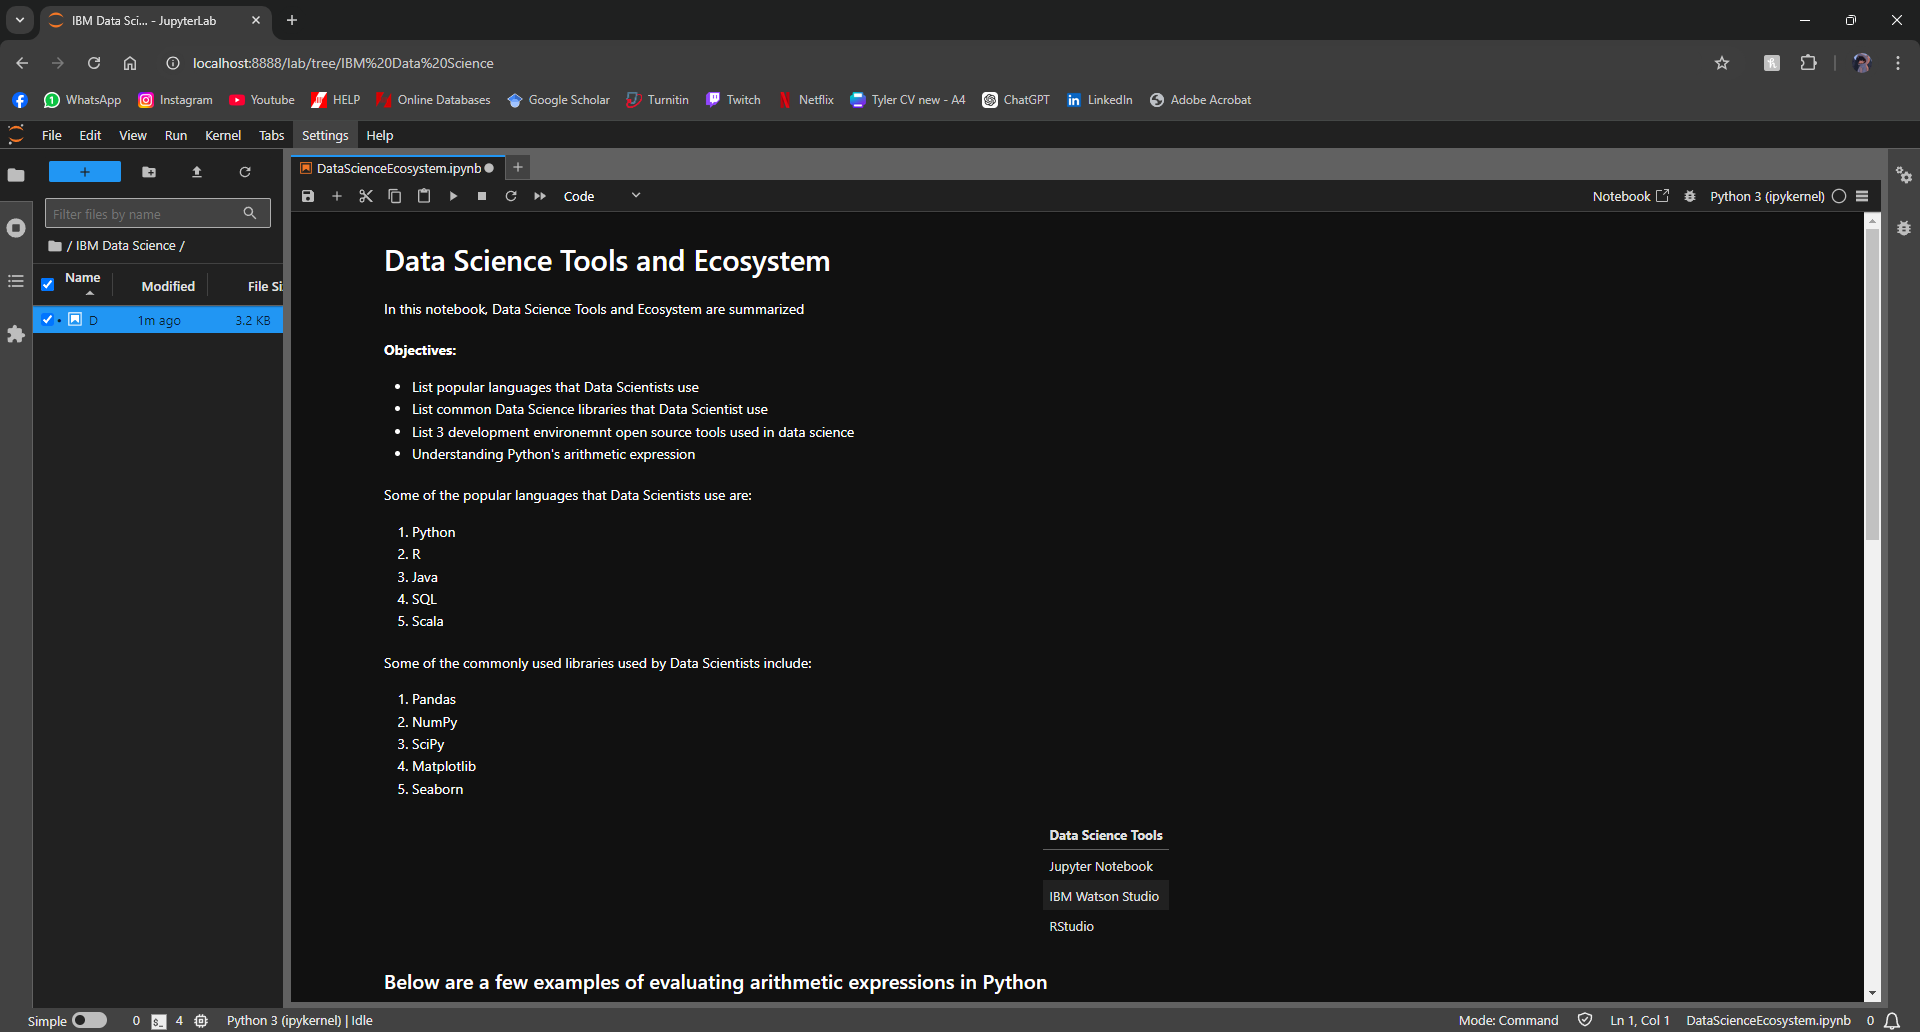 IBM Data Sci... - JupyterLab
localhost:8888/lab/tree/IBM%20Data%20Science
WhatsApp Instagram Youtube HELP Online Databases Google Scholar Turnitin Twitch Netflix Tyler CV new - A4 ChatGPT LinkedIn Adobe Acrobat
File Edit View Run Kernel Tabs Settings Help
DataScienceEcosystem.ipynb
Code Notebook Python 3 (ipykernel)
Filter files by name
/ IBM Data Science /
Name Modified File Si
D 1m ago 3.2 KB
Data Science Tools and Ecosystem
In this notebook, Data Science Tools and Ecosystem are summarized
Objectives:
• List popular languages that Data Scientists use
• List common Data Science libraries that Data Scientist use
• List 3 development environemnt open source tools used in data science
• Understanding Python's arithmetic expression
Some of the popular languages that Data Scientists use are:
1. Python
2. R
3. Java
4. SQL
5. Scala
Some of the commonly used libraries used by Data Scientists include:
1. Pandas
2. NumPy
3. SciPy
4. Matplotlib
5. Seaborn
Data Science Tools
Jupyter Notebook
IBM Watson Studio
RStudio
Below are a few examples of evaluating arithmetic expressions in Python
Simple 0 $_ 4 Python 3 (ipykernel) | Idle Mode: Command Ln 1, Col 1 DataScienceEcosystem.ipynb 0